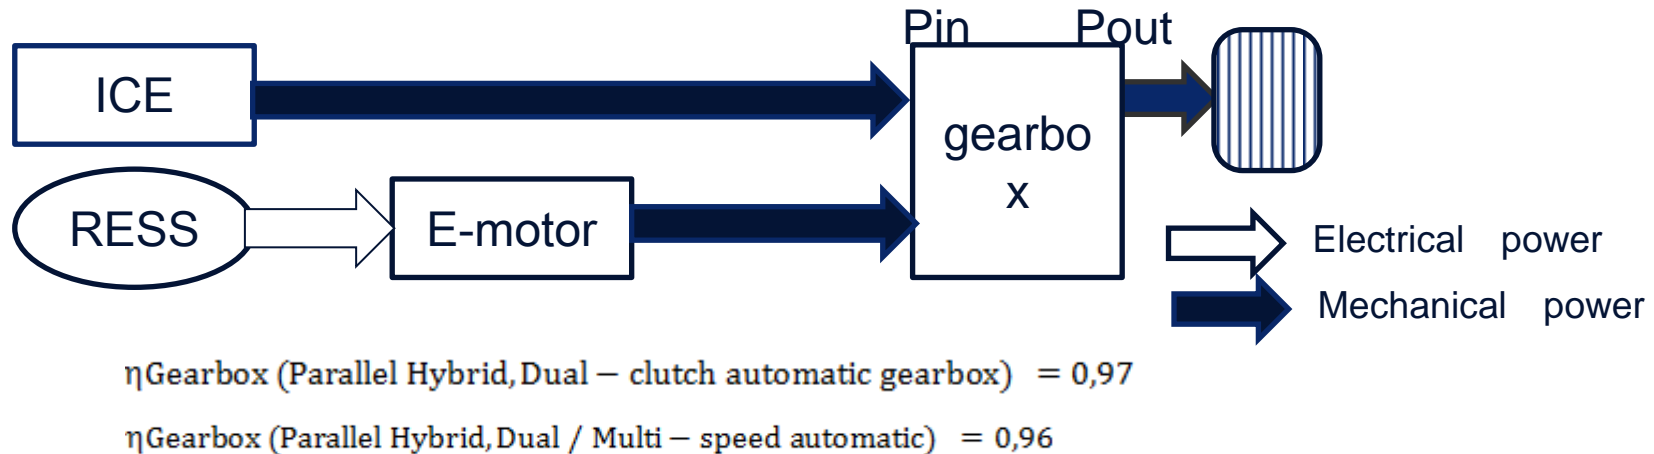 Pin Pout
ICE
gearbo
x
RESS
E-motor
Electrical power
Mechanical power
ηGearbox (Parallel Hybrid, Dual − clutch automatic gearbox) = 0,97
ηGearbox (Parallel Hybrid, Dual / Multi − speed automatic) = 0,96